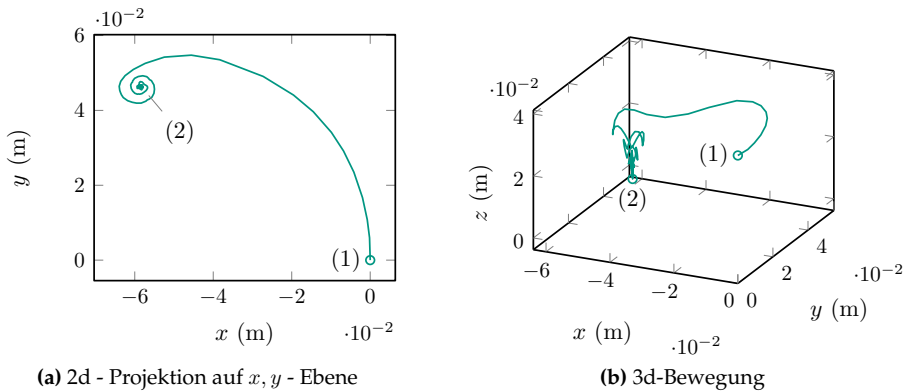 ·10⁻²
6
4
2
0
y (m)
(2)
(1)
−6 −4 −2 0
x (m)
·10⁻²
(a) 2d - Projektion auf x, y - Ebene
·10⁻²
4
2
0
z (m)
(1)
(2)
−6
−4
−2
0
x (m)
·10⁻²
0
2
4
y (m)
·10⁻²
(b) 3d-Bewegung